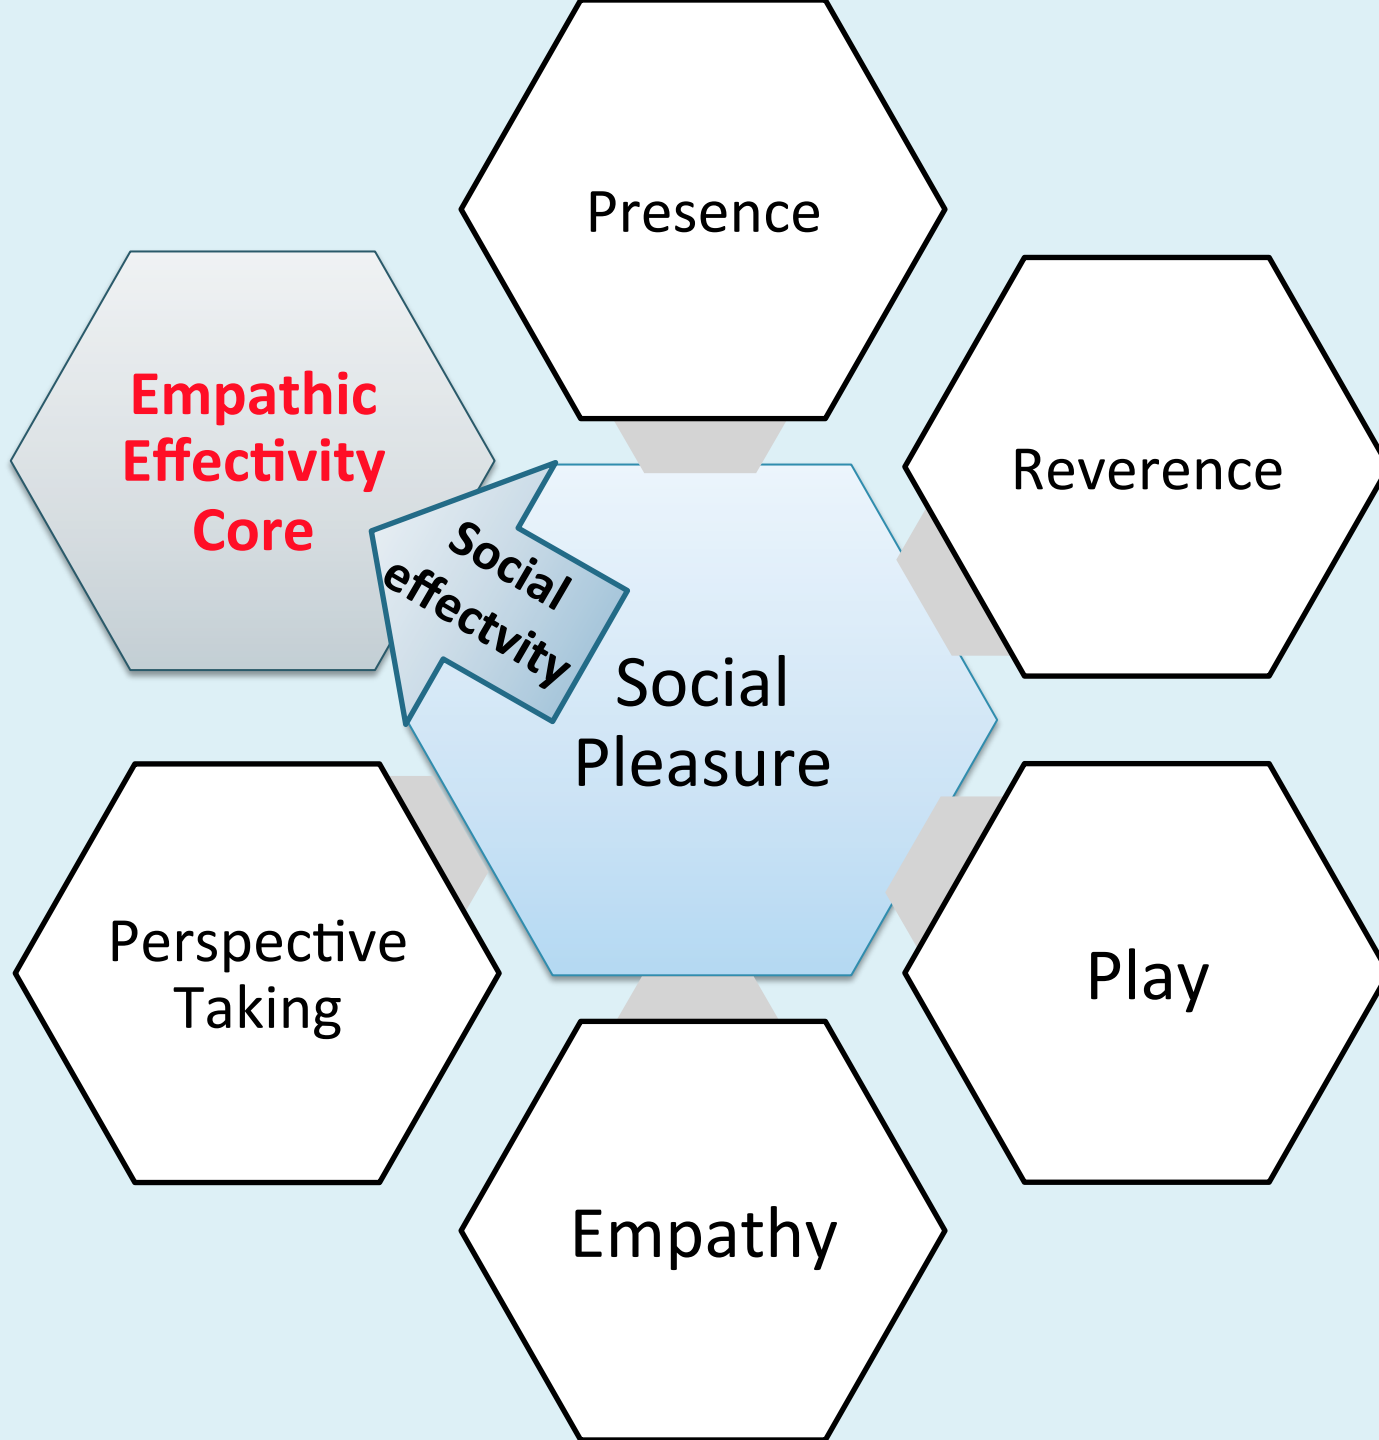 Presence
Empathic
Effectivity
Core
Reverence
Social
effectvity
Social
Pleasure
Perspective
Taking
Play
Empathy